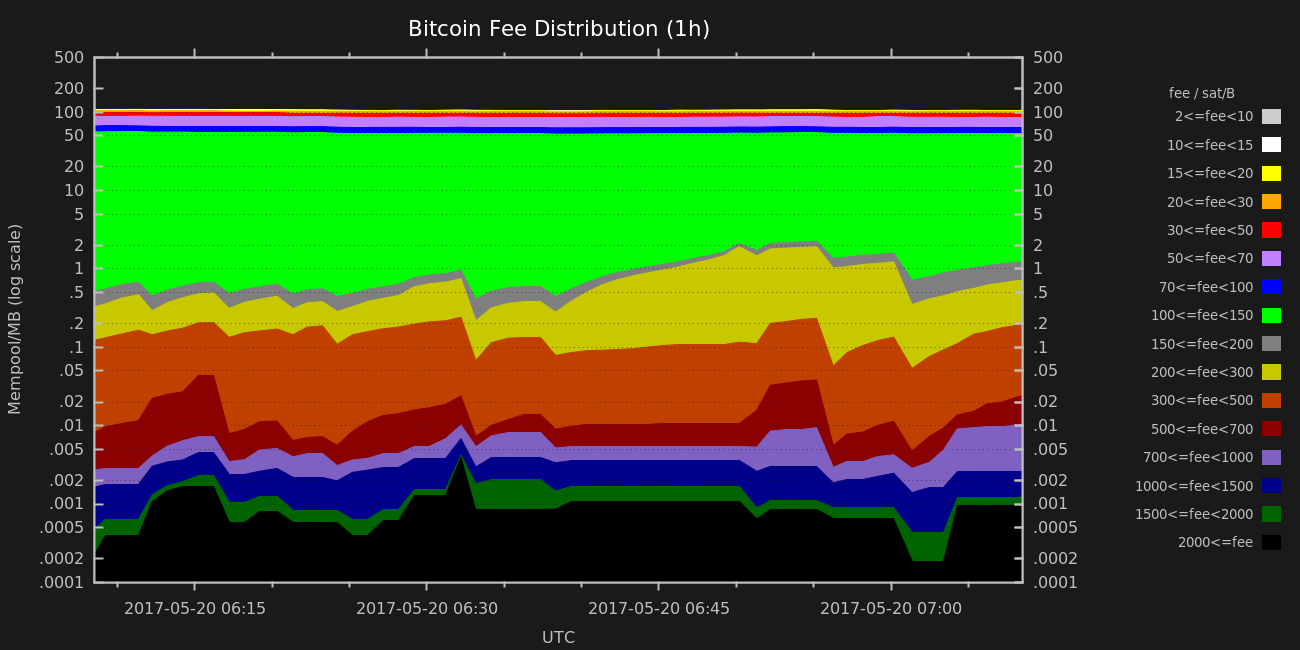 Bitcoin Fee Distribution (1h)
500
200
100
50
20
10
5
2
1
.5
.2
.1
.05
.02
.01
.005
.002
.001
.0005
.0002
.0001
Mempool/MB (log scale)
500
200
100
50
20
10
5
2
1
.5
.2
.1
.05
.02
.01
.005
.002
.001
.0005
.0002
.0001
2017-05-20 06:15
2017-05-20 06:30
2017-05-20 06:45
2017-05-20 07:00
UTC
fee / sat/B
2<=fee<10
10<=fee<15
15<=fee<20
20<=fee<30
30<=fee<50
50<=fee<70
70<=fee<100
100<=fee<150
150<=fee<200
200<=fee<300
300<=fee<500
500<=fee<700
700<=fee<1000
1000<=fee<1500
1500<=fee<2000
2000<=fee